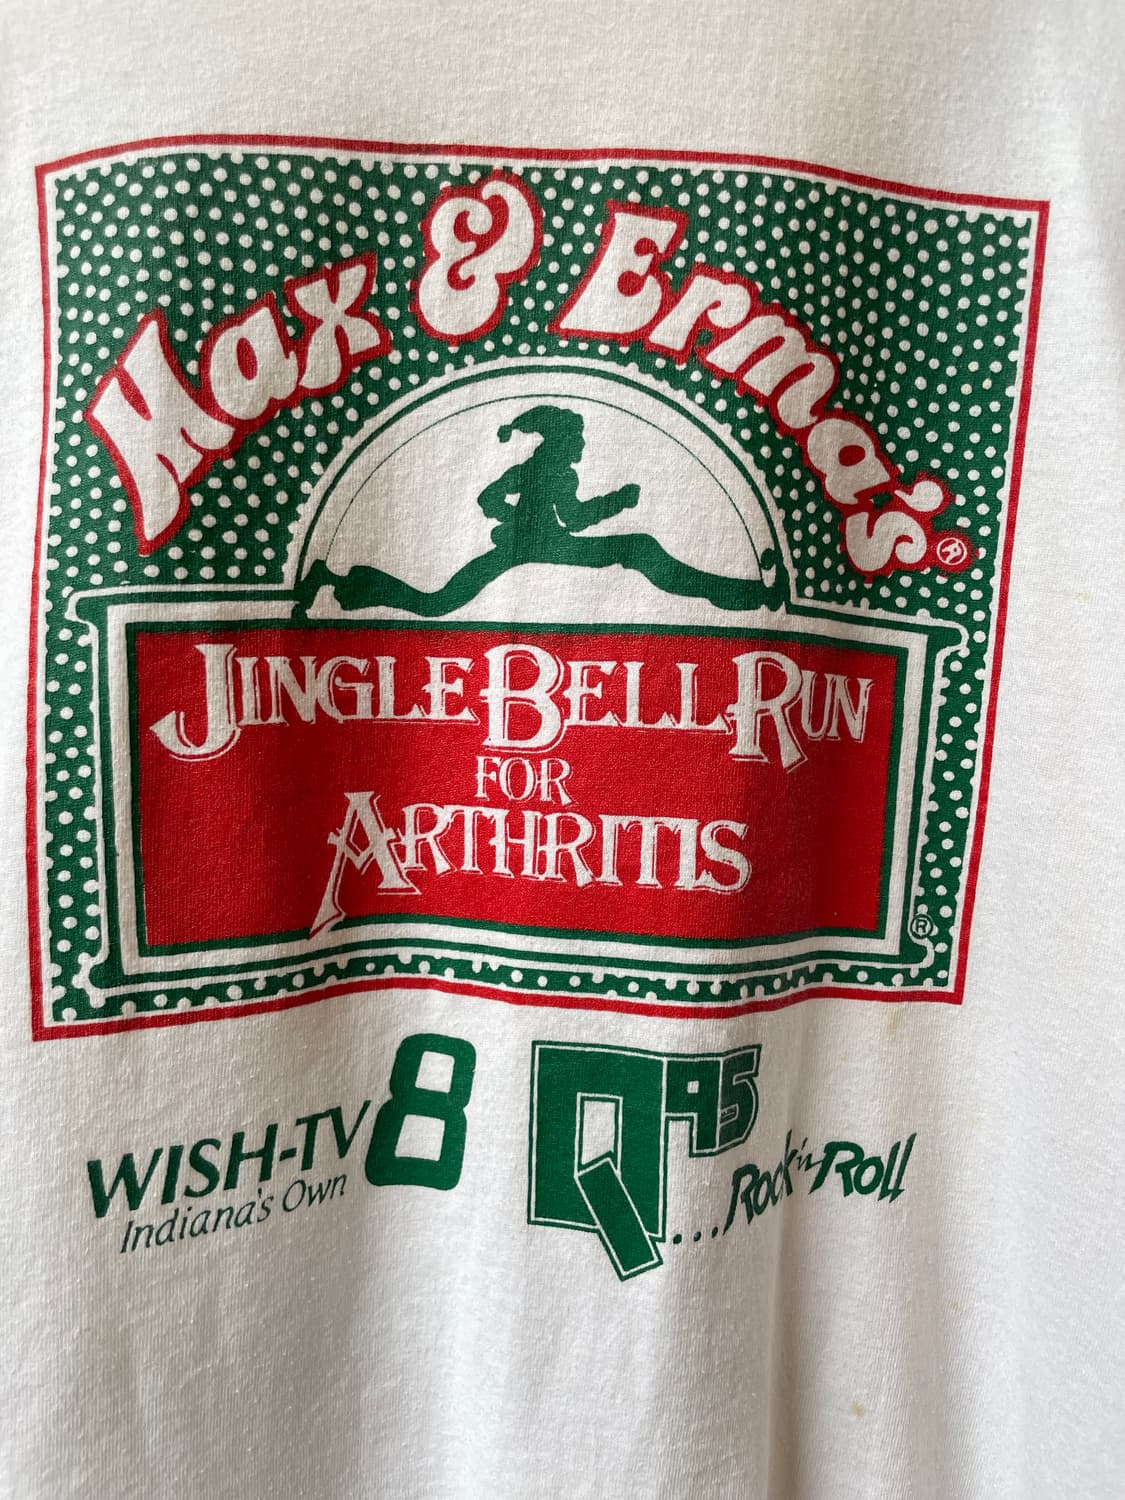 Max & Erma's®
JINGLE BELL RUN
FOR
ARTHRITIS
®
WISH-TV 8
Indiana's Own
Q95
...Rock 'n Roll